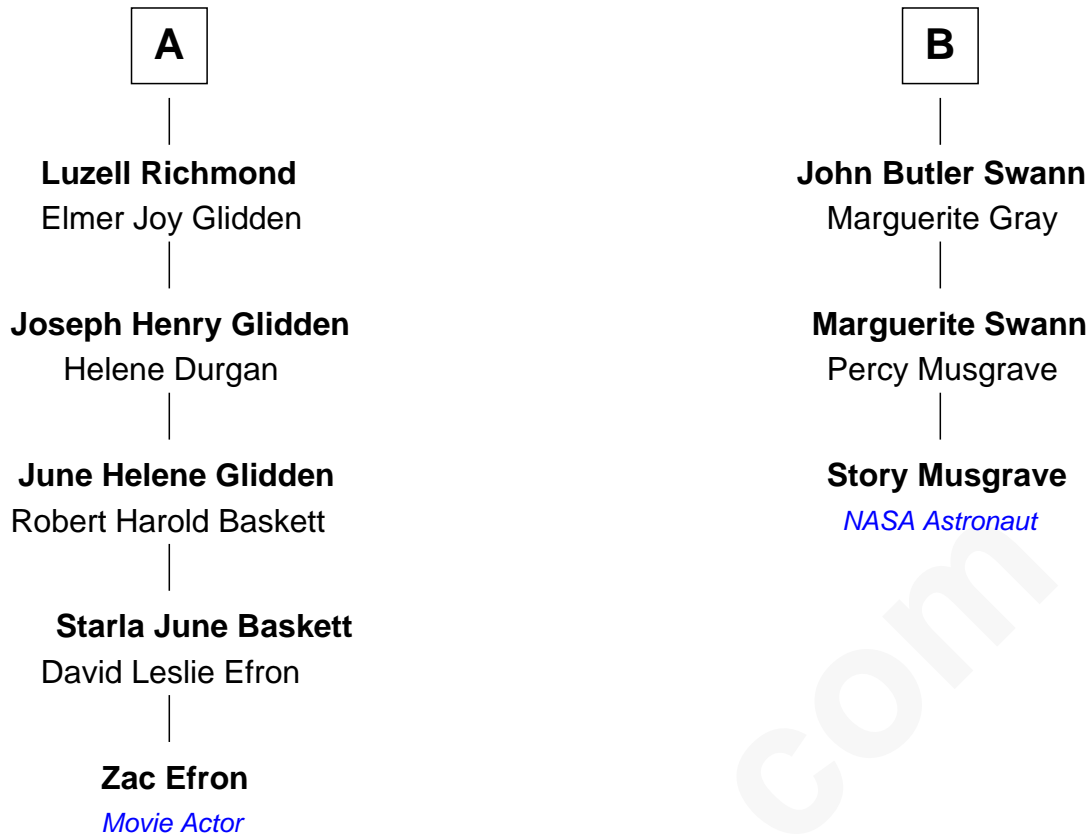 A
Luzell Richmond
Elmer Joy Glidden
Joseph Henry Glidden
Helene Durgan
June Helene Glidden
Robert Harold Baskett
Starla June Baskett
David Leslie Efron
Zac Efron
Movie Actor
B
John Butler Swann
Marguerite Gray
Marguerite Swann
Percy Musgrave
Story Musgrave
NASA Astronaut
com